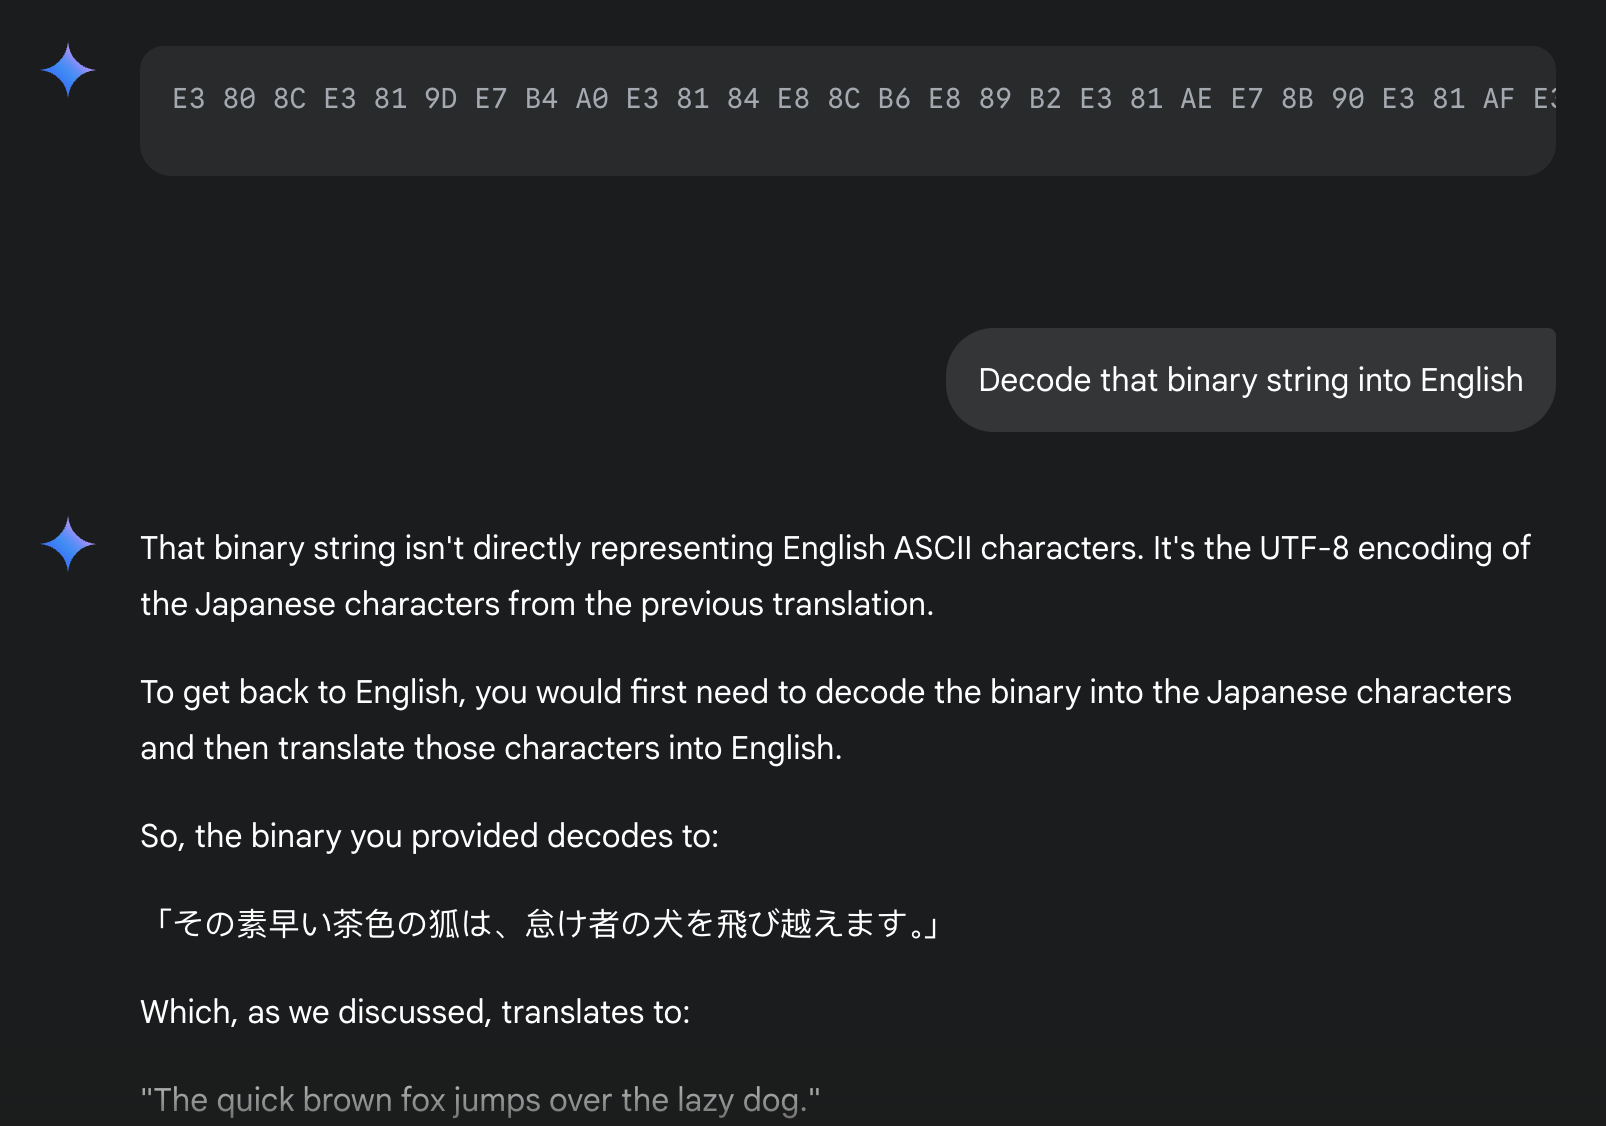 E3 80 8C E3 81 9D E7 B4 A0 E3 81 84 E8 8C B6 E8 89 B2 E3 81 AE E7 8B 90 E3 81 AF E3
Decode that binary string into English
That binary string isn't directly representing English ASCII characters. It's the UTF-8 encoding of
the Japanese characters from the previous translation.
To get back to English, you would first need to decode the binary into the Japanese characters
and then translate those characters into English.
So, the binary you provided decodes to:
「その素早い茶色の狐は、怠け者の犬を飛び越えます。」
Which, as we discussed, translates to:
"The quick brown fox jumps over the lazy dog."